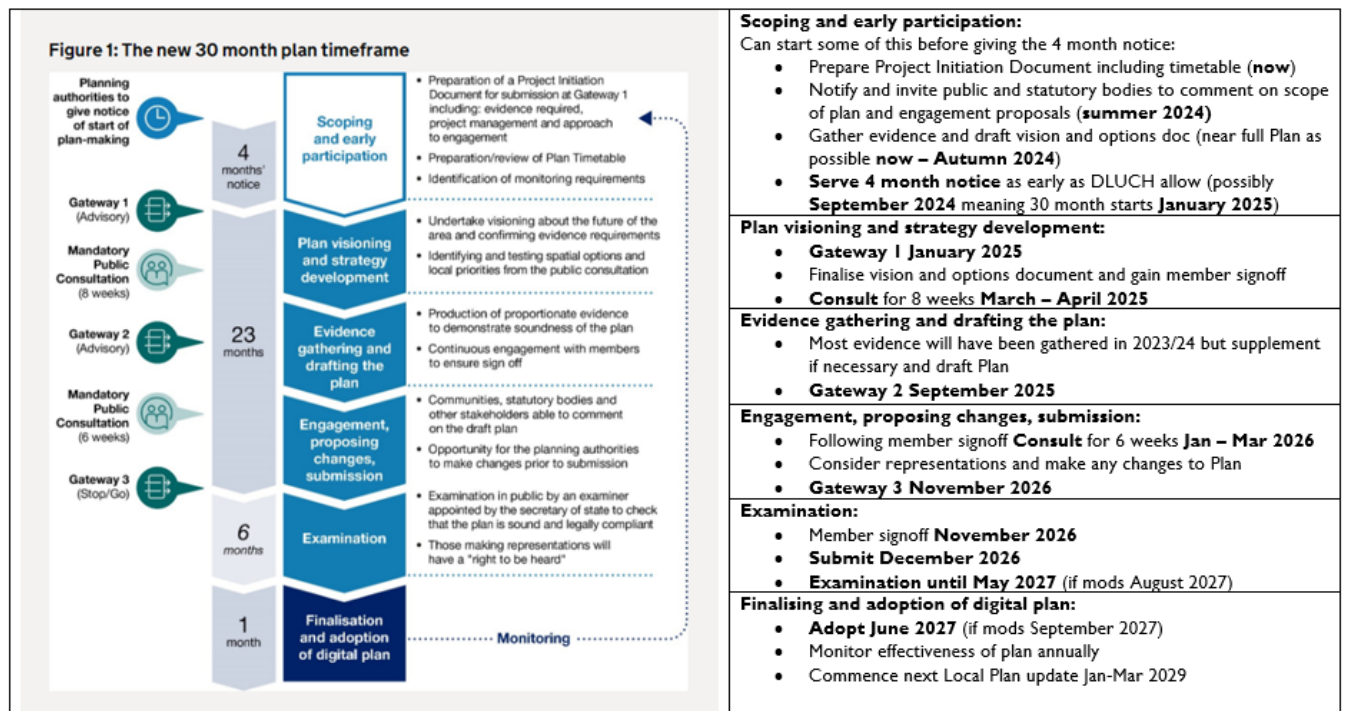 Figure 1: The new 30 month plan timeframe
Planning
authorities to
give notice
of start of
plan-making
4
months'
notice
Gateway 1
(Advisory)
Mandatory
Public
Consultation
(8 weeks)
Gateway 2
(Advisory)
23
months
Mandatory
Public
Consultation
(6 weeks)
Gateway 3
(Stop/Go)
6
months
1
month
Scoping
and early
participation
• Preparation of a Project Initiation
Document for submission at Gateway 1
including: evidence required,
project management and approach
to engagement
• Preparation/review of Plan Timetable
• Identification of monitoring requirements
Plan visioning
and strategy
development
• Undertake visioning about the future of the
area and confirming evidence requirements
• Identifying and testing spatial options and
local priorities from the public consultation
Evidence
gathering and
drafting the
plan
• Production of proportionate evidence
to demonstrate soundness of the plan
• Continuous engagement with members
to ensure sign off
Engagement,
proposing
changes,
submission
• Communities, statutory bodies and
other stakeholders able to comment
on the draft plan
• Opportunity for the planning authorities
to make changes prior to submission
Examination
• Examination in public by an examiner
appointed by the secretary of state to check
that the plan is sound and legally compliant
• Those making representations will
have a "right to be heard"
Finalisation
and adoption
of digital plan
Monitoring
Scoping and early participation:
Can start some of this before giving the 4 month notice:
• Prepare Project Initiation Document including timetable (now)
• Notify and invite public and statutory bodies to comment on scope
of plan and engagement proposals (summer 2024)
• Gather evidence and draft vision and options doc (near full Plan as
possible now – Autumn 2024)
• Serve 4 month notice as early as DLUCH allow (possibly
September 2024 meaning 30 month starts January 2025)
Plan visioning and strategy development:
• Gateway 1 January 2025
• Finalise vision and options document and gain member signoff
• Consult for 8 weeks March – April 2025
Evidence gathering and drafting the plan:
• Most evidence will have been gathered in 2023/24 but supplement
if necessary and draft Plan
• Gateway 2 September 2025
Engagement, proposing changes, submission:
• Following member signoff Consult for 6 weeks Jan – Mar 2026
• Consider representations and make any changes to Plan
• Gateway 3 November 2026
Examination:
• Member signoff November 2026
• Submit December 2026
• Examination until May 2027 (if mods August 2027)
Finalising and adoption of digital plan:
• Adopt June 2027 (if mods September 2027)
• Monitor effectiveness of plan annually
• Commence next Local Plan update Jan-Mar 2029